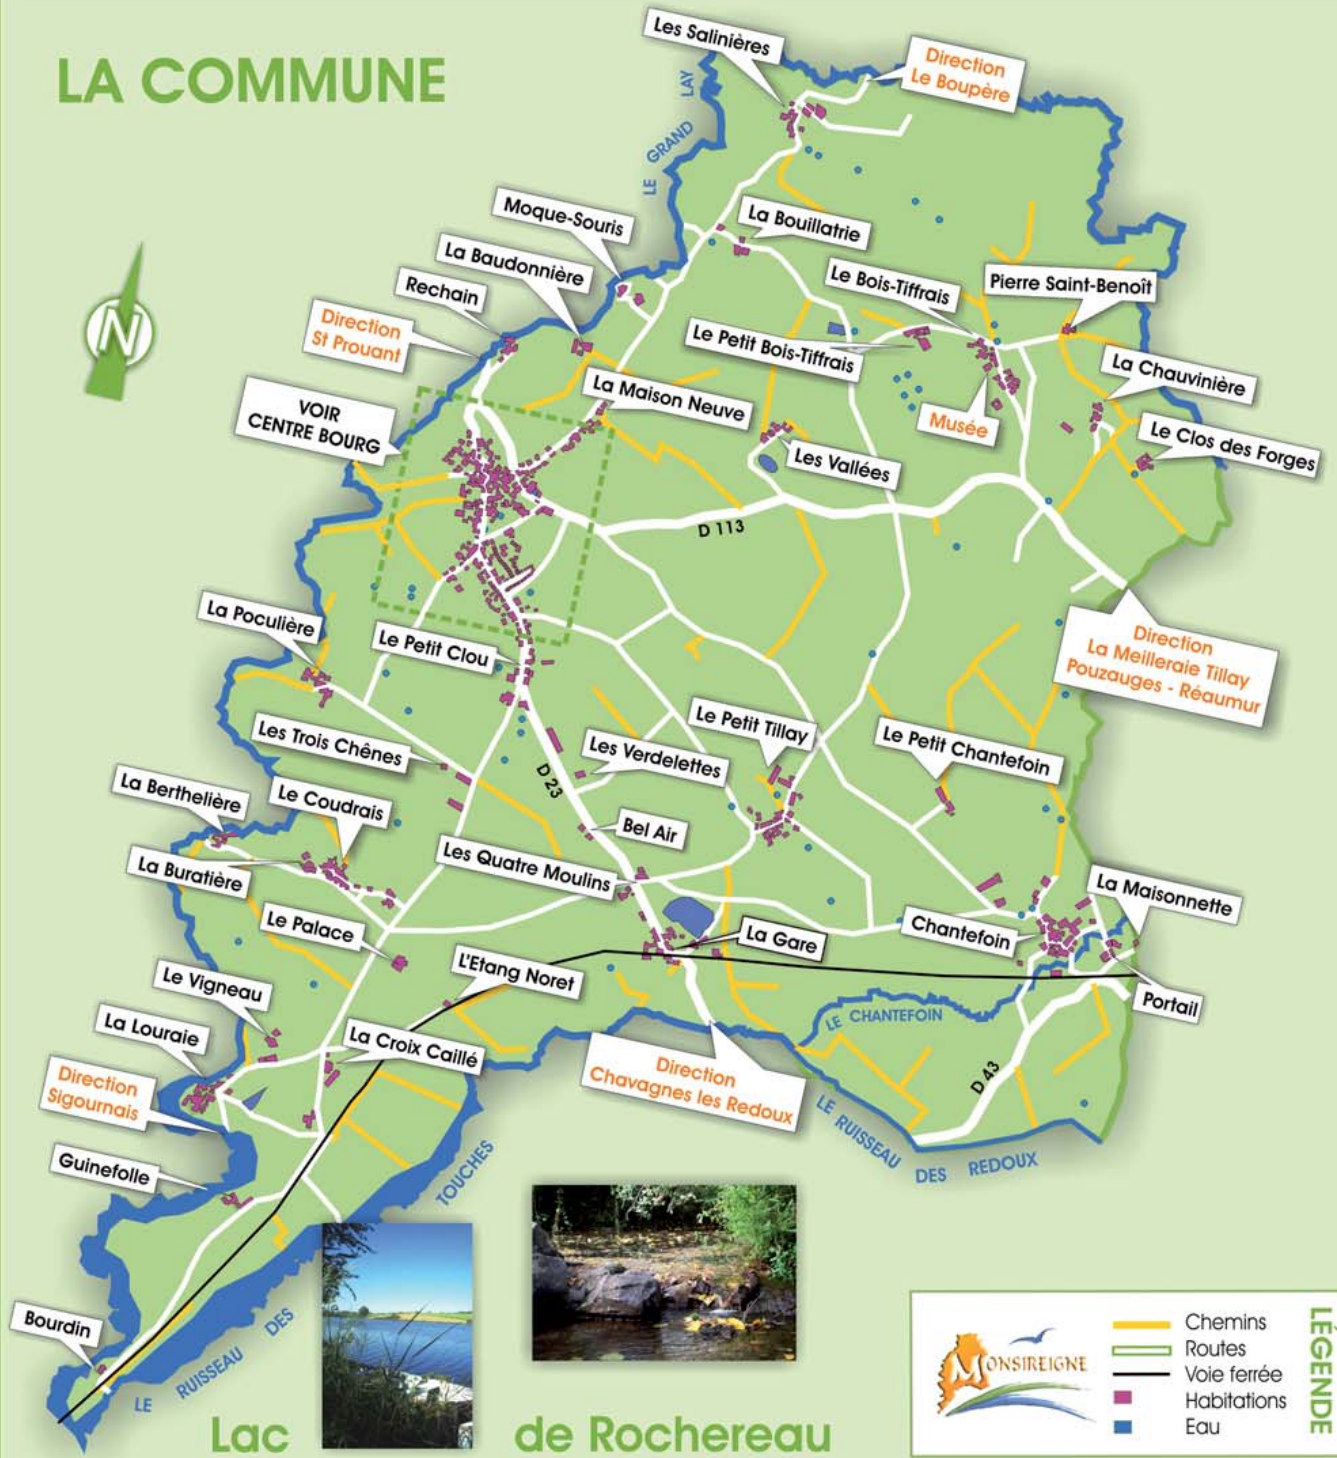 LA COMMUNE
Les Salinières
Direction
Le Boupère
LE GRAND LAY
Moque-Souris
La Bouillatrie
La Baudonnière
Le Bois-Tiffrais
Pierre Saint-Benoît
Rechain
Direction
St Prouant
Le Petit Bois-Tiffrais
La Chauvinière
N
La Maison Neuve
VOIR
CENTRE BOURG
Musée
Le Clos des Forges
Les Vallées
D 113
La Poculière
Le Petit Clou
Direction
La Meilleraie Tillay
Pouzauges - Réaumur
Les Trois Chênes
Les Verdelettes
Le Petit Tillay
Le Petit Chantefoin
D 23
La Berthelière
Le Coudrais
Bel Air
La Buratière
Les Quatre Moulins
La Maisonnette
Le Palace
La Gare
Chantefoin
L'Etang Noret
Le Vigneau
Portail
LE CHANTEFOIN
La Louraie
La Croix Caillé
Direction
Sigournais
Direction
Chavagnes les Redoux
D 43
LE RUISSEAU DES REDOUX
Guinefolle
LE RUISSEAU DES TOUCHES
Bourdin
Lac de Rochereau
MONSIREIGNE
LÉGENDE
Chemins
Routes
Voie ferrée
Habitations
Eau